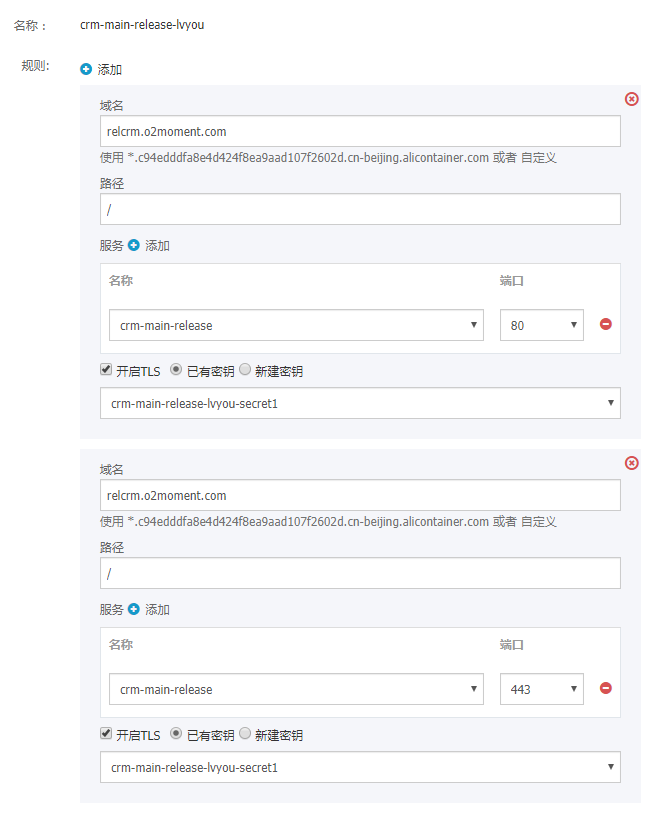 名称：
crm-main-release-lvyou
规则:
添加
域名
relcrm.o2moment.com
使用 *.c94edddfa8e4d424f8ea9aad107f2602d.cn-beijing.alicontainer.com 或者 自定义
路径
/
服务 添加
名称 端口
crm-main-release 80
开启TLS 已有密钥 新建密钥
crm-main-release-lvyou-secret1
域名
relcrm.o2moment.com
使用 *.c94edddfa8e4d424f8ea9aad107f2602d.cn-beijing.alicontainer.com 或者 自定义
路径
/
服务 添加
名称 端口
crm-main-release 443
开启TLS 已有密钥 新建密钥
crm-main-release-lvyou-secret1